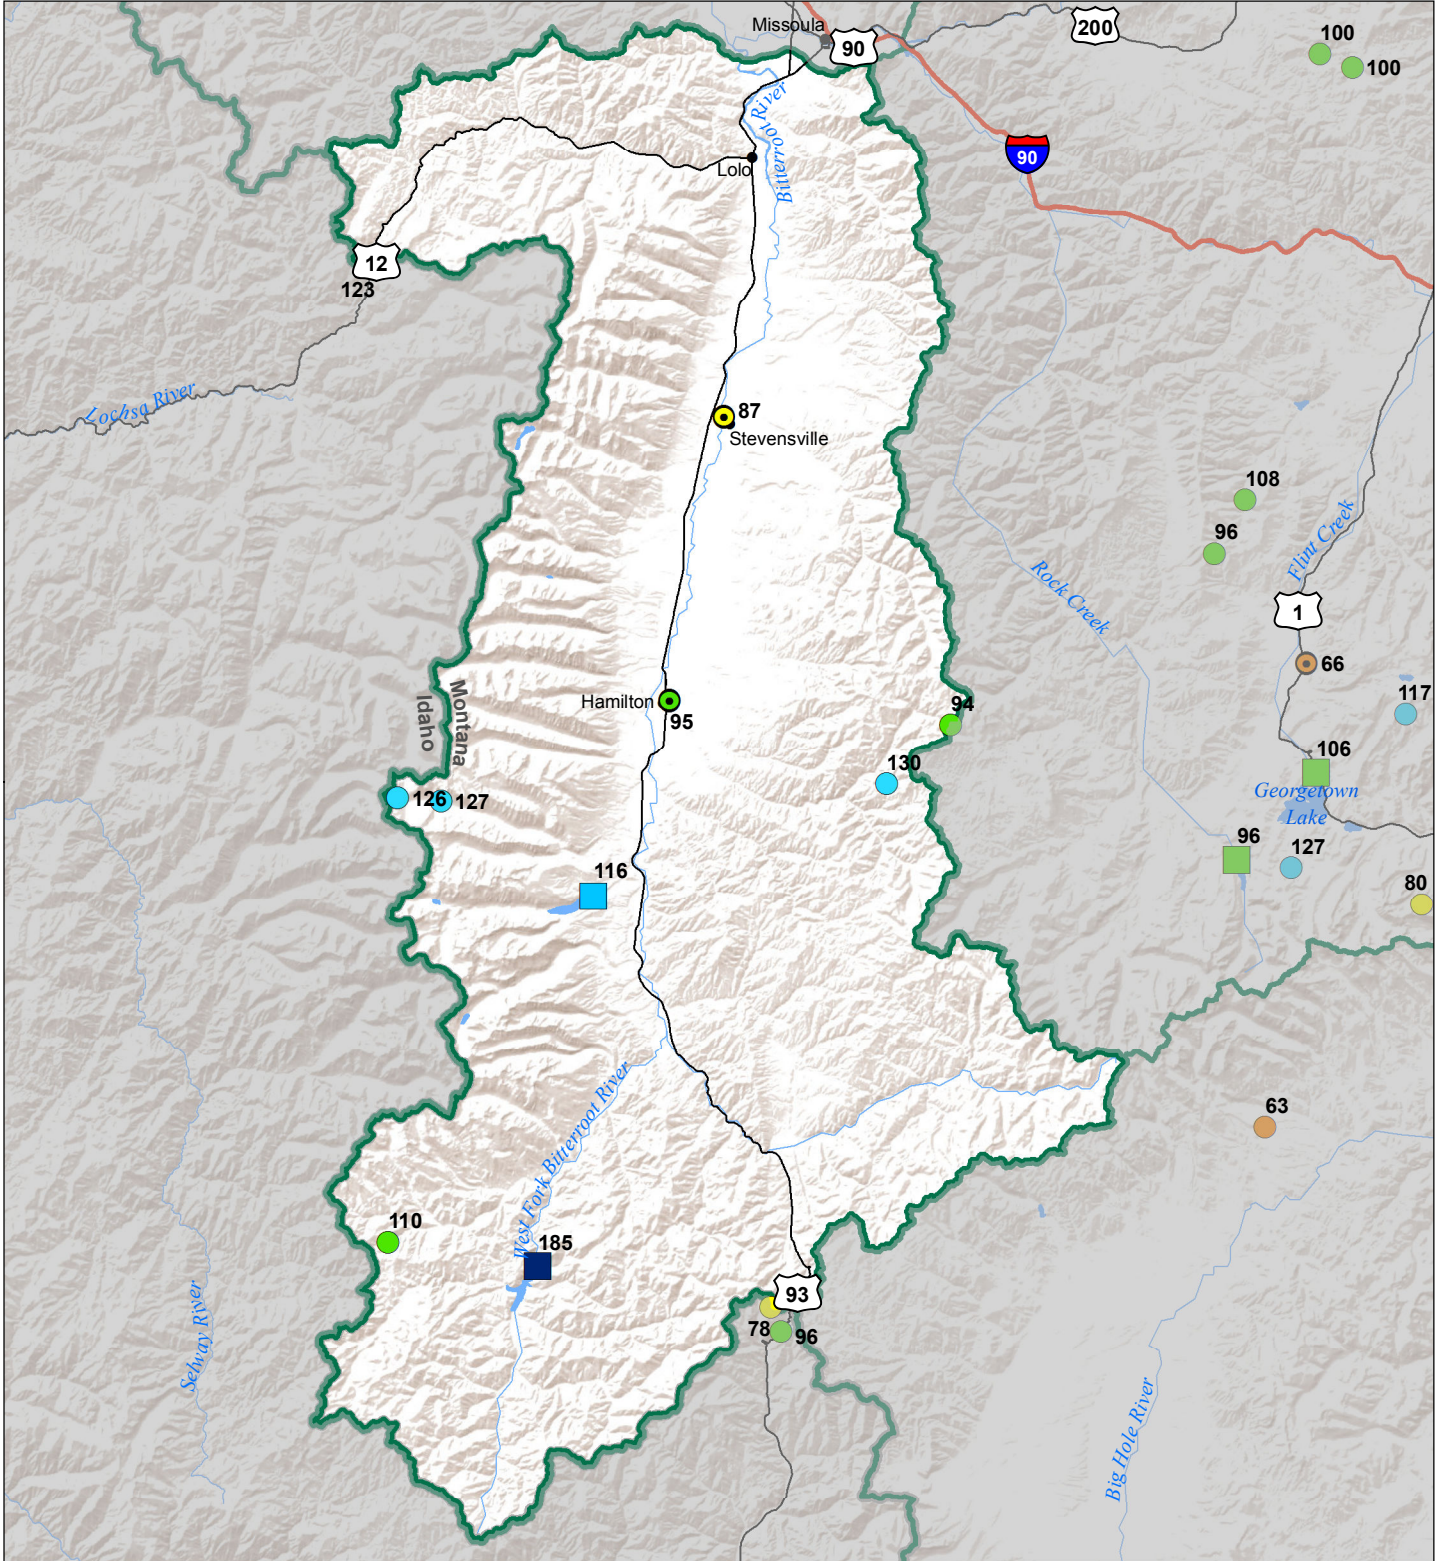 Missoula
90
200
100
100
Bitterroot River
90
Lolo
12
123
Lochsa River
87
Stevensville
108
96
Flint Creek
Rock Creek
1
66
Montana
Idaho
Hamilton
95
94
117
106
130
126
127
Georgetown
Lake
96
127
116
80
West Fork Bitterroot River
63
110
185
93
78
96
Selway River
Big Hole River